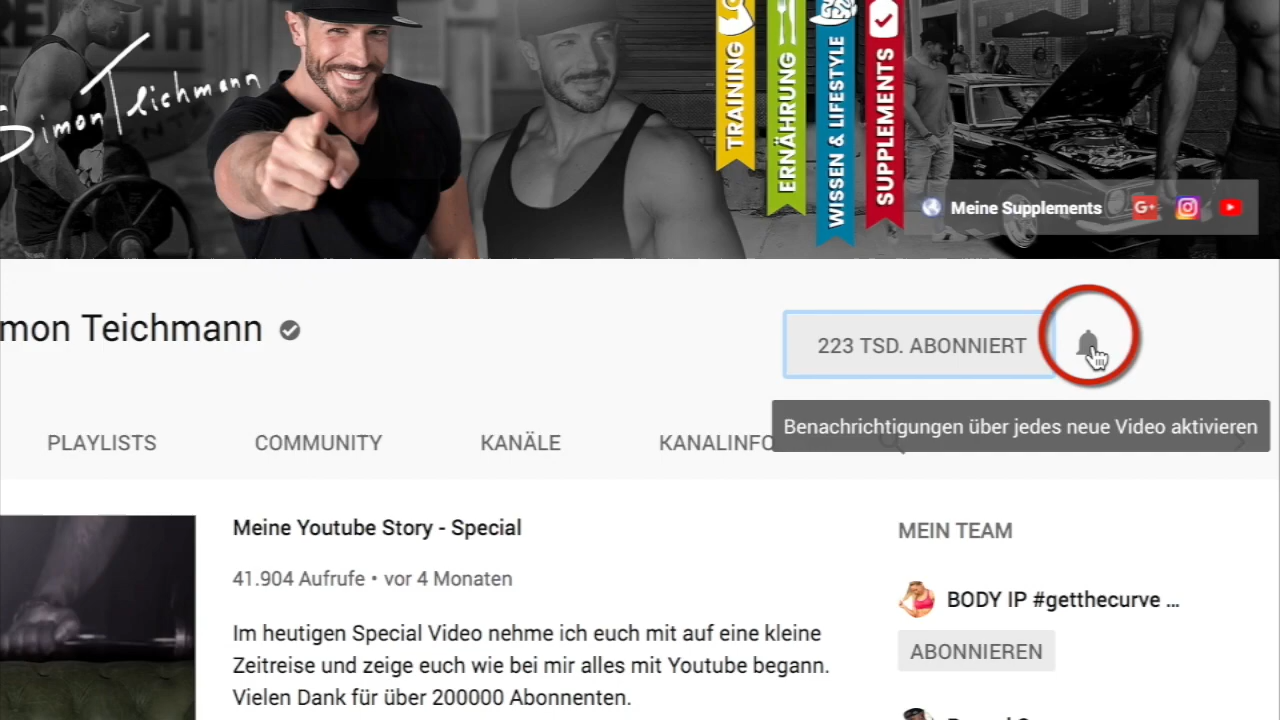 Simon Teichmann
TRAINING
ERNÄHRUNG
WISSEN & LIFESTYLE
SUPPLEMENTS
Meine Supplements
G+
mon Teichmann
223 TSD. ABONNIERT
Benachrichtigungen über jedes neue Video aktivieren
PLAYLISTS
COMMUNITY
KANÄLE
KANALINFO
Meine Youtube Story - Special
41.904 Aufrufe • vor 4 Monaten
Im heutigen Special Video nehme ich euch mit auf eine kleine
Zeitreise und zeige euch wie bei mir alles mit Youtube begann.
Vielen Dank für über 200000 Abonnenten.
MEIN TEAM
BODY IP #getthecurve ...
ABONNIEREN